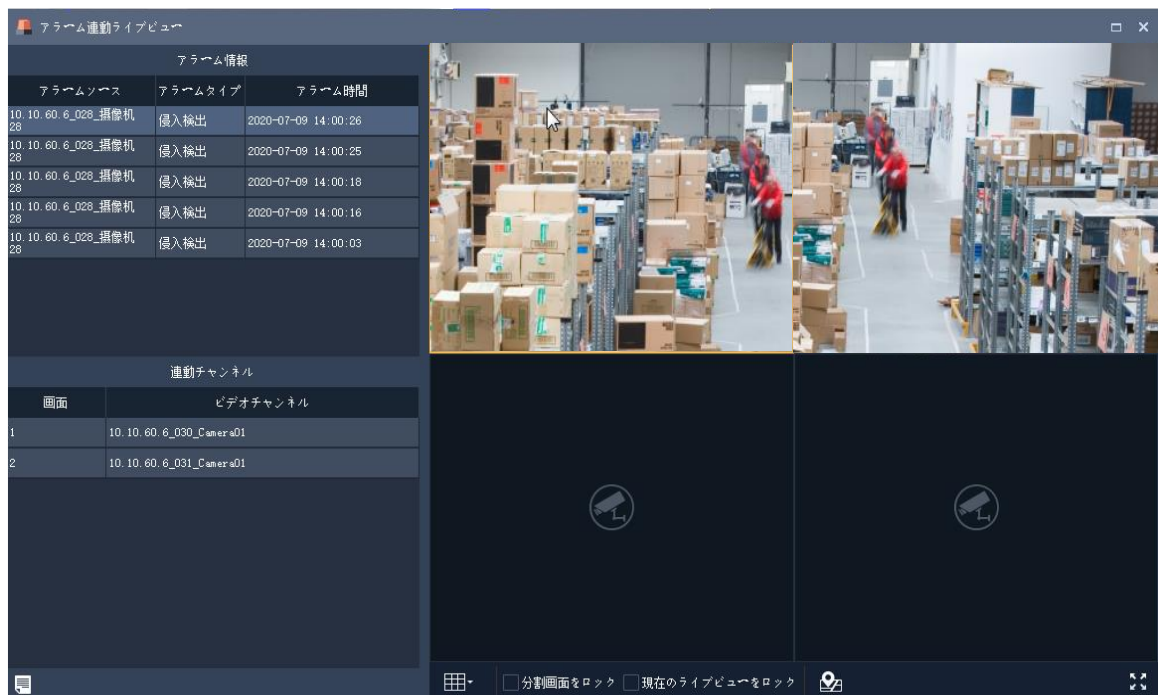 アラーム連動ライブビュー
アラーム情報
アラームソース アラームタイプ アラーム時間
10.10.60.6_028_摄像机
28
侵入検出 2020-07-09 14:00:26
10.10.60.6_028_摄像机
28
侵入検出 2020-07-09 14:00:25
10.10.60.6_028_摄像机
28
侵入検出 2020-07-09 14:00:18
10.10.60.6_028_摄像机
28
侵入検出 2020-07-09 14:00:16
10.10.60.6_028_摄像机
28
侵入検出 2020-07-09 14:00:03
連動チャンネル
画面 ビデオチャンネル
1 10.10.60.6_030_Camera01
2 10.10.60.6_031_Camera01
分割画面をロック 現在のライブビューをロック